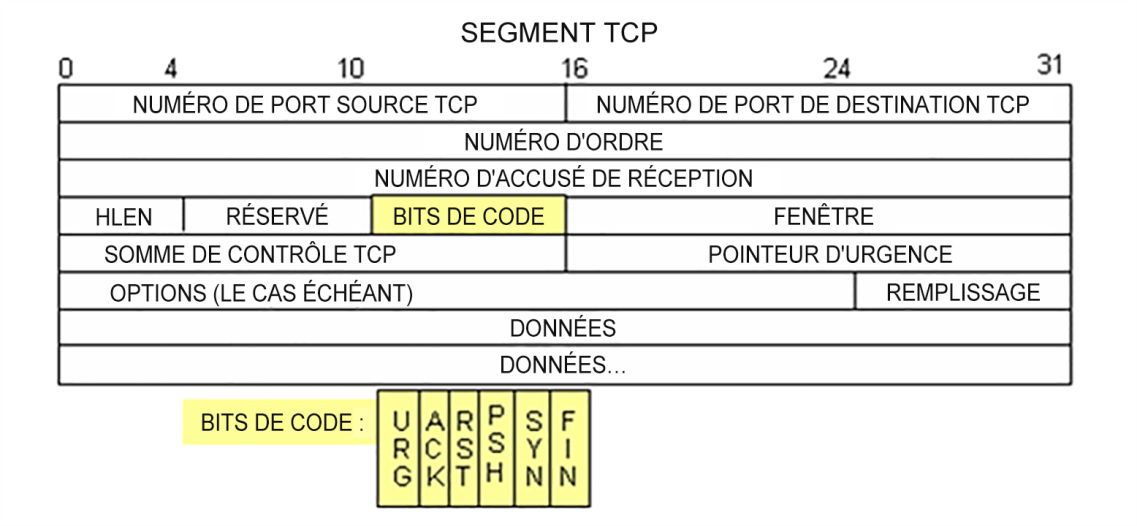 SEGMENT TCP
0 4 10 16 24 31
NUMÉRO DE PORT SOURCE TCP NUMÉRO DE PORT DE DESTINATION TCP
NUMÉRO D'ORDRE
NUMÉRO D'ACCUSÉ DE RÉCEPTION
HLEN RÉSERVÉ BITS DE CODE FENÊTRE
SOMME DE CONTRÔLE TCP POINTEUR D'URGENCE
OPTIONS (LE CAS ÉCHÉANT) REMPLISSAGE
DONNÉES
DONNÉES...
BITS DE CODE : URG ACK RST PSH SYN FIN